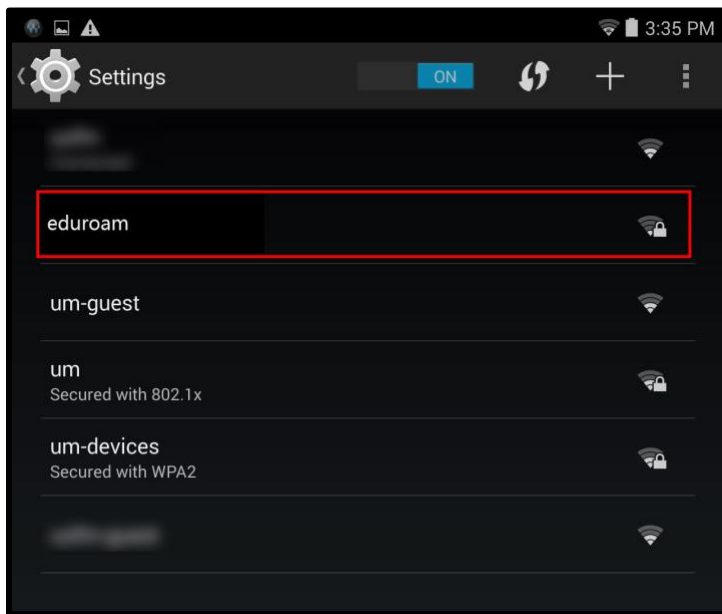 3:35 PM
Settings
ON
eduroam
um-guest
um
Secured with 802.1x
um-devices
Secured with WPA2